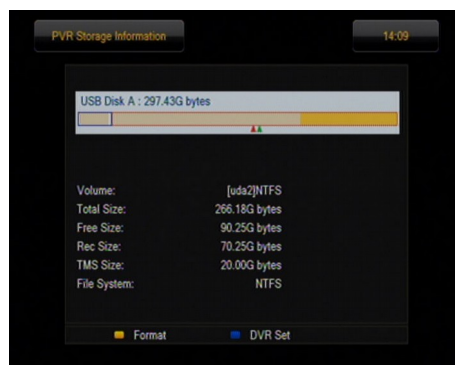 PVR Storage Information 14:09
USB Disk A : 297.43G bytes
Volume: [uda2]NTFS
Total Size: 266.18G bytes
Free Size: 90.25G bytes
Rec Size: 70.25G bytes
TMS Size: 20.00G bytes
File System: NTFS
Format DVR Set